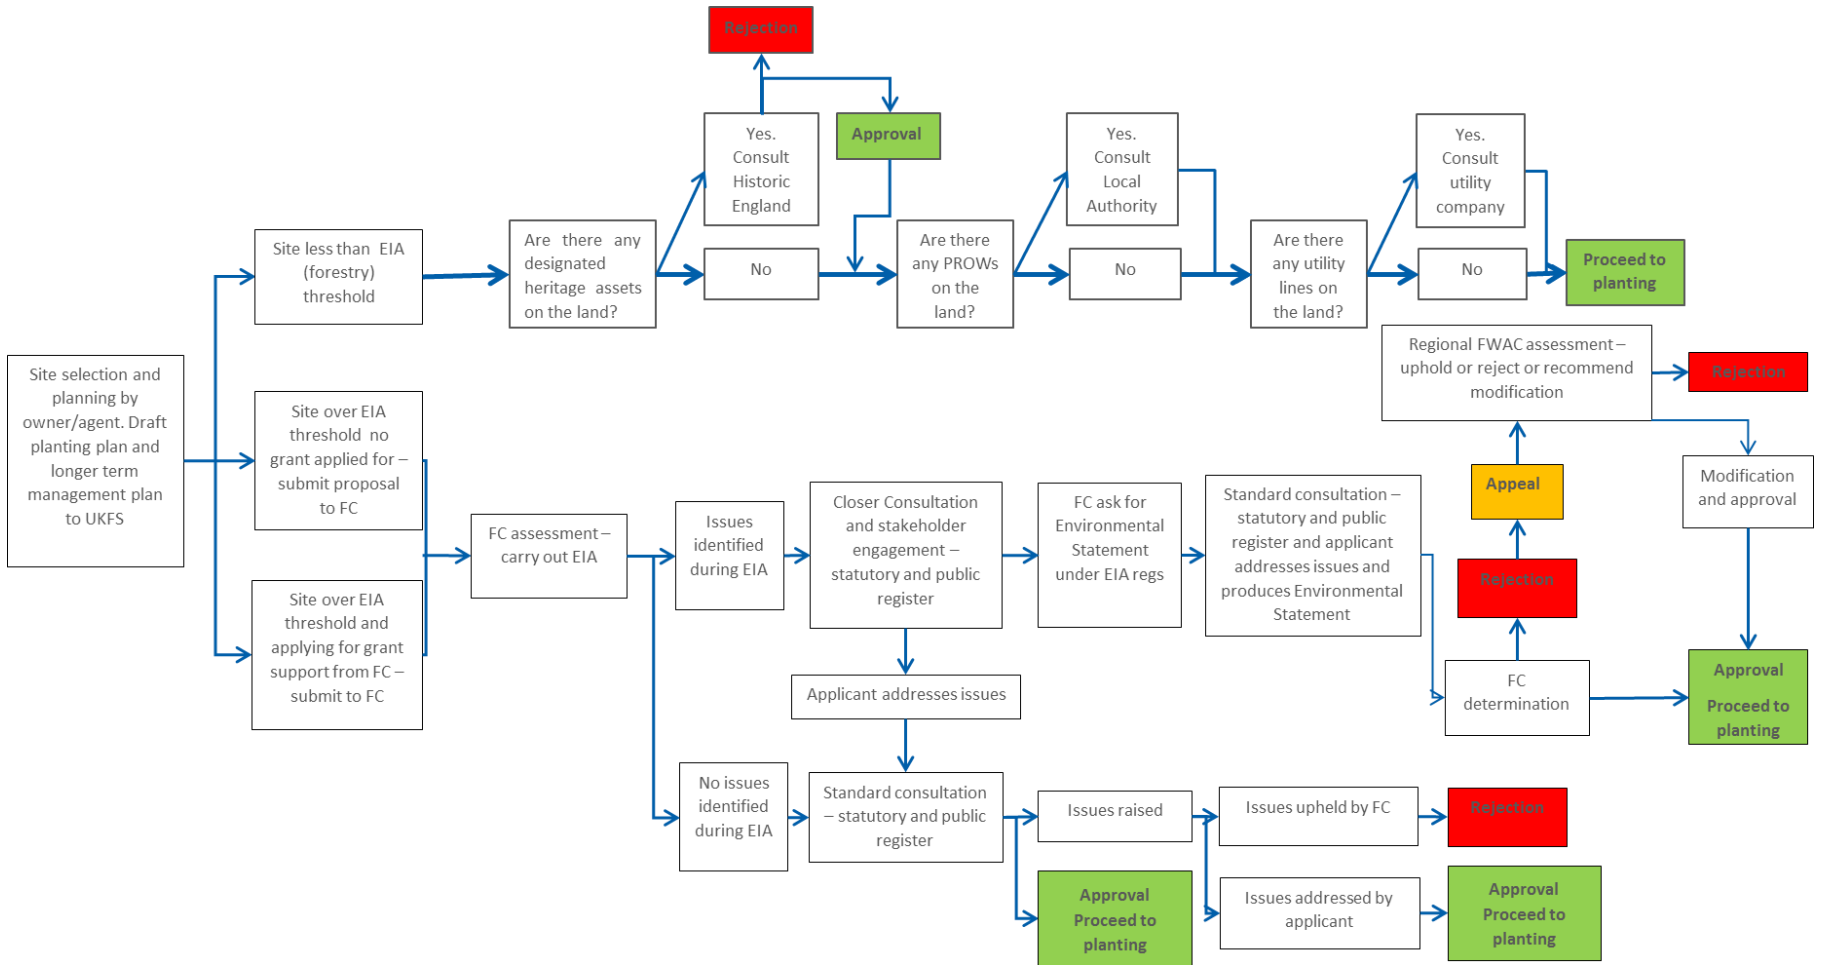 Rejection
Yes.
Consult
Historic
England
Approval
Yes.
Consult
Local
Authority
Yes.
Consult
utility
company
Site less than EIA
(forestry)
threshold
Are there any
designated
heritage assets
on the land?
No
Are there
any PROWs
on the
land?
No
Are there
any utility
lines on
the land?
No
Proceed to
planting
Site selection and
planning by
owner/agent. Draft
planting plan and
longer term
management plan
to UKFS
Site over EIA
threshold no
grant applied for –
submit proposal
to FC
Site over EIA
threshold and
applying for grant
support from FC –
submit to FC
FC assessment –
carry out EIA
Issues
identified
during EIA
Closer Consultation
and stakeholder
engagement –
statutory and public
register
FC ask for
Environmental
Statement
under EIA regs
Standard consultation –
statutory and public
register and applicant
addresses issues and
produces Environmental
Statement
Regional FWAC assessment –
uphold or reject or recommend
modification
Rejection
Appeal
Modification
and approval
Rejection
FC
determination
Approval
Proceed to
planting
Applicant addresses issues
No issues
identified
during EIA
Standard consultation
– statutory and public
register
Issues raised
Issues upheld by FC
Rejection
Approval
Proceed to
planting
Issues addressed by
applicant
Approval
Proceed to
planting